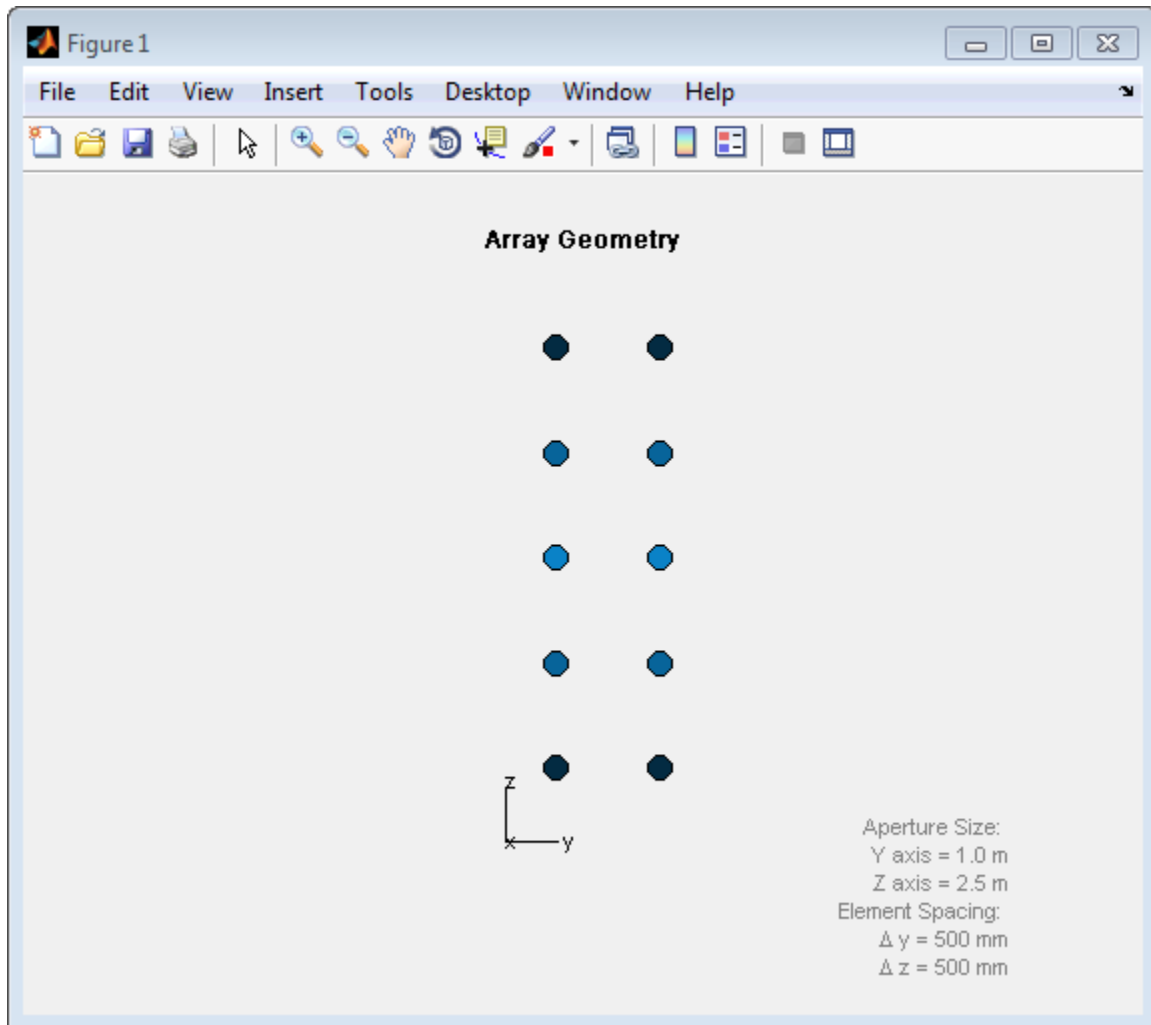 Figure 1
File Edit View Insert Tools Desktop Window Help
Array Geometry
z
x y
Aperture Size:
Y axis = 1.0 m
Z axis = 2.5 m
Element Spacing:
Δ y = 500 mm
Δ z = 500 mm